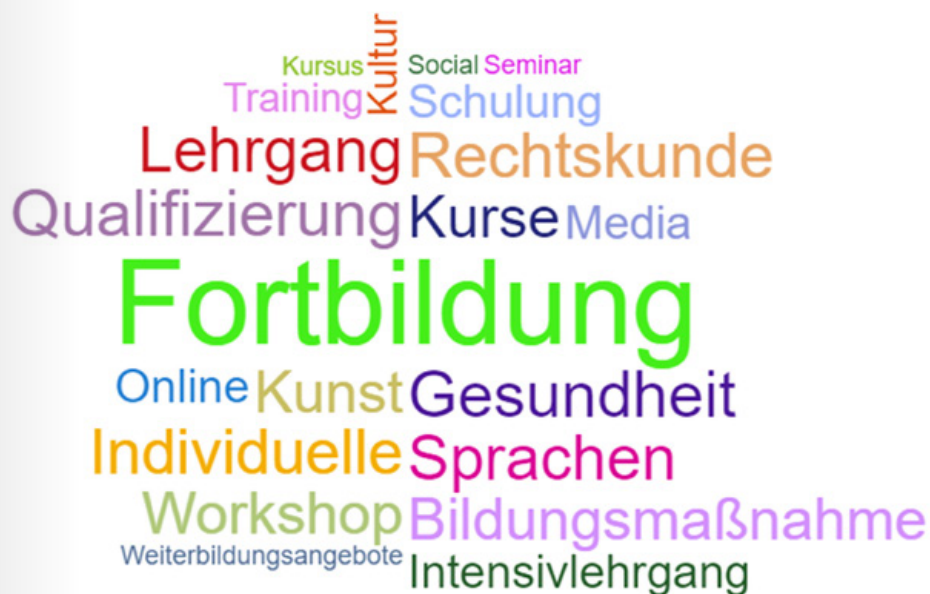 Kursus Kultur Social Seminar
Training Schulung
Lehrgang Rechtskunde
Qualifizierung Kurse Media
Fortbildung
Online Kunst Gesundheit
Individuelle Sprachen
Workshop Bildungsmaßnahme
Weiterbildungsangebote Intensivlehrgang